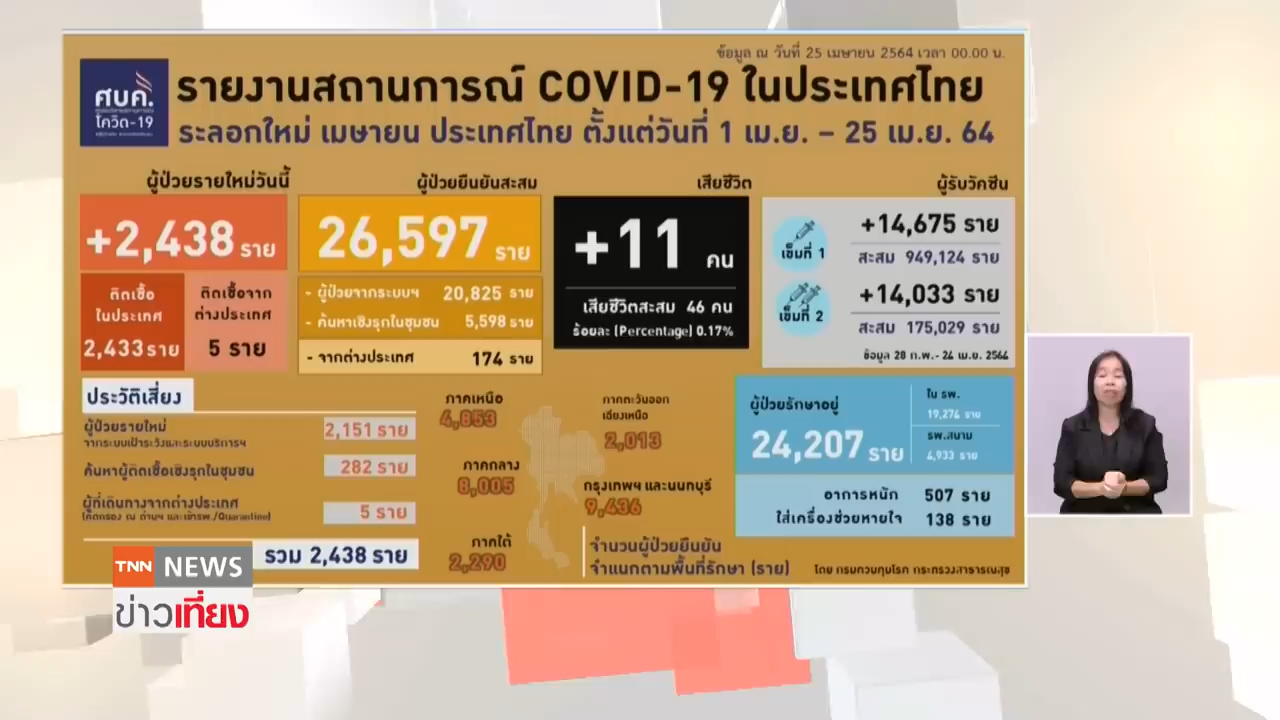 ข้อมูล ณ วันที่ 25 เมษายน 2564 เวลา 00.00 น.
ศบค.
โควิด-19
รายงานสถานการณ์ COVID-19 ในประเทศไทย
ระลอกใหม่ เมษายน ประเทศไทย ตั้งแต่วันที่ 1 เม.ย. – 25 เม.ย. 64
ผู้ป่วยรายใหม่วันนี้
+2,438 ราย
ติดเชื้อ
ในประเทศ
2,433 ราย
ติดเชื้อจาก
ต่างประเทศ
5 ราย
ผู้ป่วยยืนยันสะสม
26,597 ราย
- ผู้ป่วยจากระบบฯ 20,825 ราย
- ค้นหาเชิงรุกในชุมชน 5,598 ราย
- จากต่างประเทศ 174 ราย
เสียชีวิต
+11 คน
เสียชีวิตสะสม 46 คน
ร้อยละ (Percentage) 0.17%
ผู้รับวัคซีน
เข็มที่ 1
+14,675 ราย
สะสม 949,124 ราย
เข็มที่ 2
+14,033 ราย
สะสม 175,029 ราย
ข้อมูล 28 ก.พ.- 24 เม.ย. 2564
ประวัติเสี่ยง
ผู้ป่วยรายใหม่ 2,151 ราย
จากระบบเฝ้าระวังและระบบบริการฯ
ค้นหาผู้ติดเชื้อเชิงรุกในชุมชน 282 ราย
ผู้ที่เดินทางจากต่างประเทศ 5 ราย
(คัดกรอง ณ ด่านฯ และเข้ารพ./Quarantine)
รวม 2,438 ราย
ภาคเหนือ
4,853
ภาคตะวันออก
เฉียงเหนือ
2,013
ภาคกลาง
8,005
กรุงเทพฯ และนนทบุรี
9,436
ภาคใต้
2,290
จำนวนผู้ป่วยยืนยัน
จำแนกตามพื้นที่รักษา (ราย)
ผู้ป่วยรักษาอยู่
24,207 ราย
ใน รพ.
19,274 ราย
รพ.สนาม
4,933 ราย
อาการหนัก 507 ราย
ใส่เครื่องช่วยหายใจ 138 ราย
โดย กรมควบคุมโรค กระทรวงสาธารณสุข
TNN NEWS
ข่าวเที่ยง